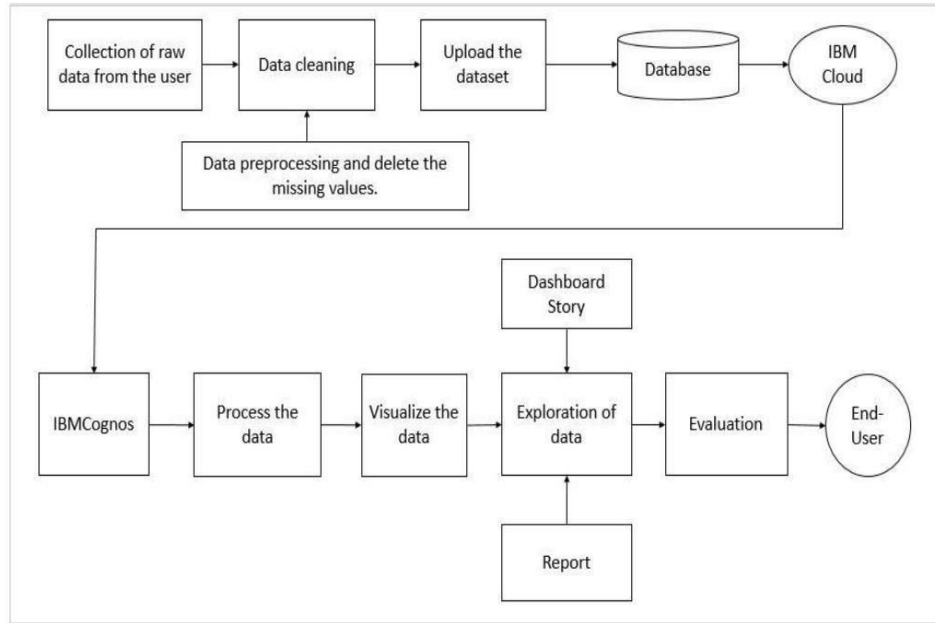 Collection of raw
data from the user
Data cleaning
Upload the
dataset
Database
IBM
Cloud
Data preprocessing and delete the
missing values.
Dashboard
Story
IBMCognos
Process the
data
Visualize the
data
Exploration of
data
Evaluation
End-
User
Report